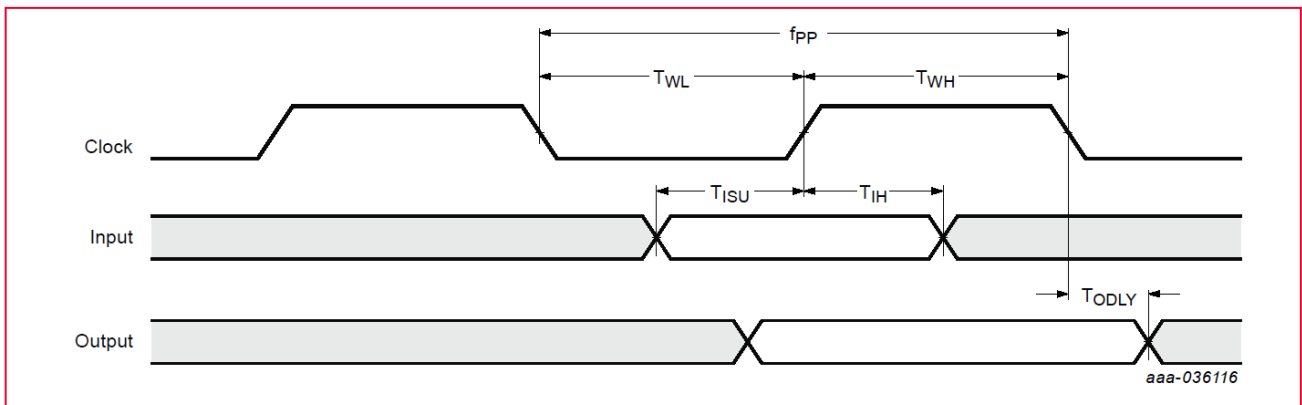 fPP
TWL TWH
Clock
TISU TIH
Input
TODLY
Output
aaa-036116